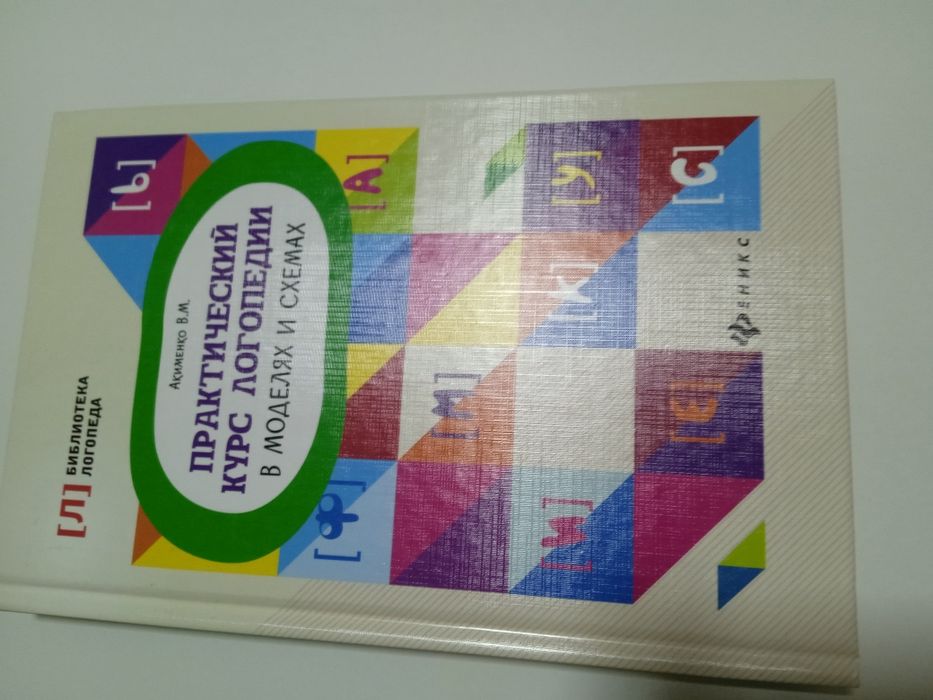 [Л] БИБЛИОТЕКА
ЛОГОПЕДА
АКИМЕНКО В.М.
ПРАКТИЧЕСКИЙ
КУРС ЛОГОПЕДИИ
В МОДЕЛЯХ И СХЕМАХ
[Ь]
[Ф]
[А]
[М]
[И]
[К]
[У]
[Е]
[С]
ФЕНИКС